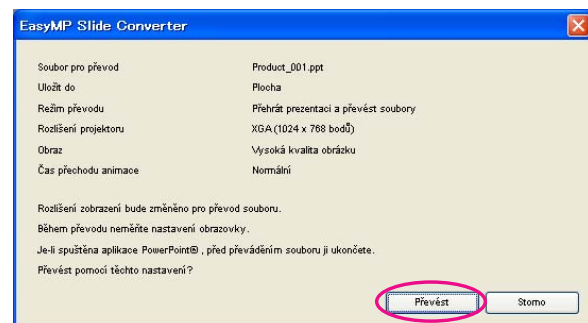 EasyMP Slide Converter
Soubor pro převod Product_001.ppt
Uložit do Plocha
Režim převodu Přehrát prezentaci a převést soubory
Rozlišení projektoru XGA (1024 x 768 bodů)
Obraz Vysoká kvalita obrázku
Čas přechodu animace Normální
Rozlišení zobrazení bude změněno pro převod souboru.
Během převodu neměňte nastavení obrazovky.
Je-li spuštěna aplikace PowerPoint® , před převáděním souboru ji ukončete.
Převést pomocí těchto nastavení?
Převést Storno